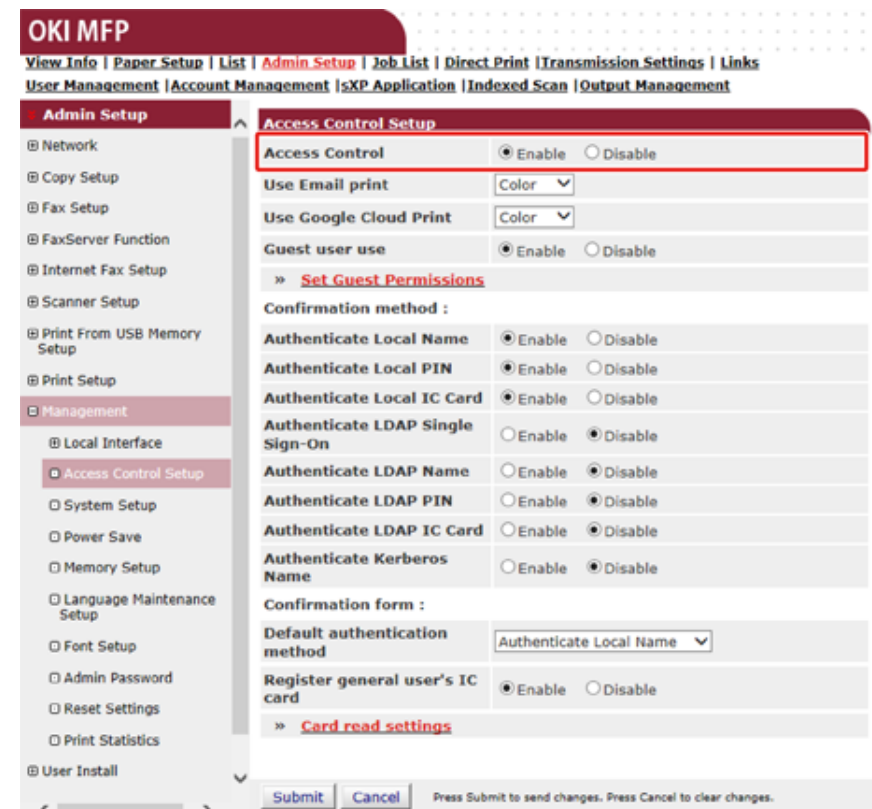 OKI MFP
View Info | Paper Setup | List | Admin Setup | Job List | Direct Print |Transmission Settings | Links
User Management |Account Management |sXP Application |Indexed Scan |Output Management
Admin Setup
Network
Copy Setup
Fax Setup
FaxServer Function
Internet Fax Setup
Scanner Setup
Print From USB Memory
Setup
Print Setup
Management
Local Interface
Access Control Setup
System Setup
Power Save
Memory Setup
Language Maintenance
Setup
Font Setup
Admin Password
Reset Settings
Print Statistics
User Install
Access Control Setup
Access Control Enable Disable
Use Email print Color
Use Google Cloud Print Color
Guest user use Enable Disable
» Set Guest Permissions
Confirmation method :
Authenticate Local Name Enable Disable
Authenticate Local PIN Enable Disable
Authenticate Local IC Card Enable Disable
Authenticate LDAP Single
Sign-On Enable Disable
Authenticate LDAP Name Enable Disable
Authenticate LDAP PIN Enable Disable
Authenticate LDAP IC Card Enable Disable
Authenticate Kerberos
Name Enable Disable
Confirmation form :
Default authentication
method Authenticate Local Name
Register general user's IC
card Enable Disable
» Card read settings
Submit Cancel Press Submit to send changes. Press Cancel to clear changes.